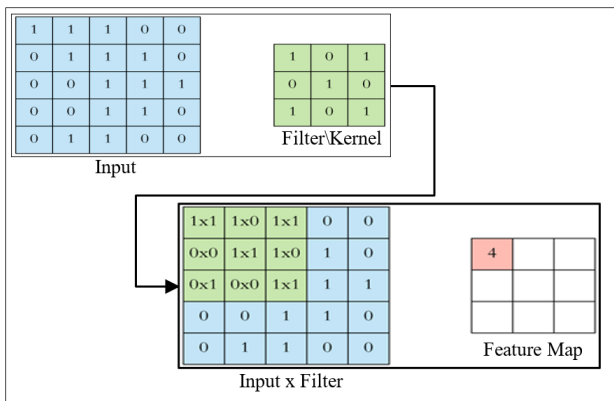 1 1 1 0 0
0 1 1 1 0
0 0 1 1 1
0 0 1 1 0
0 1 1 0 0
Input
1 0 1
0 1 0
1 0 1
Filter\Kernel
1x1 1x0 1x1 0 0
0x0 1x1 1x0 1 0
0x1 0x0 1x1 1 1
0 0 1 1 0
0 1 1 0 0
Input x Filter
4
Feature Map